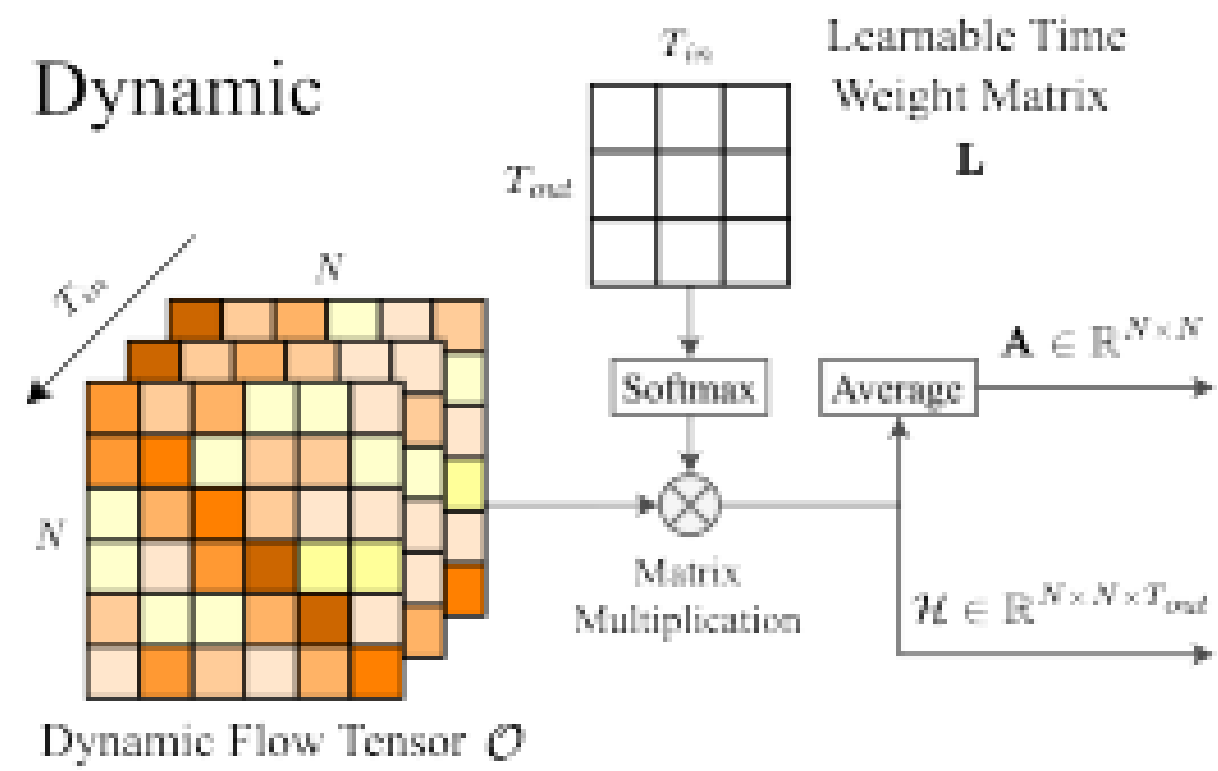 Dynamic
T_in
Learnable Time
Weight Matrix
L
T_out
T_in
N
N
Softmax
Average
A ∈ ℝ^{N×N}
Matrix
Multiplication
ℋ ∈ ℝ^{N×N×T_out}
Dynamic Flow Tensor 𝒪